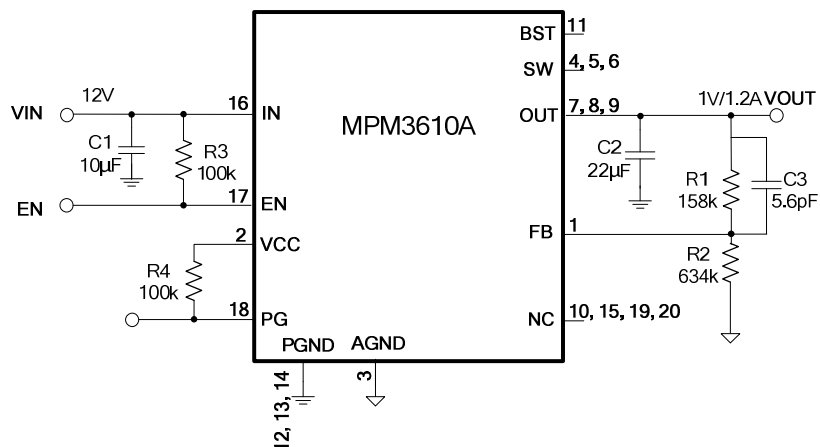 BST
11
SW
4, 5, 6
VIN
12V
16
IN
MPM3610A
OUT
7, 8, 9
1V/1.2A VOUT
C1
10μF
R3
100k
C2
22μF
R1
158k
C3
5.6pF
EN
17
EN
2
VCC
FB
1
R4
100k
R2
634k
18
PG
NC
10, 15, 19, 20
PGND
AGND
12, 13, 14
3